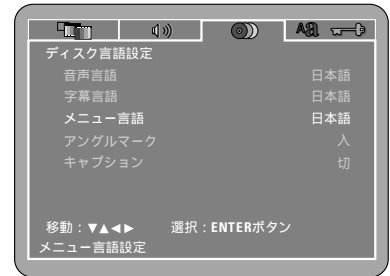 Aa
ディスク言語設定
音声言語 日本語
字幕言語 日本語
メニュー言語 日本語
アングルマーク 入
キャプション 切
移動：▼▲◀▶ 選択：ENTERボタン
メニュー言語設定